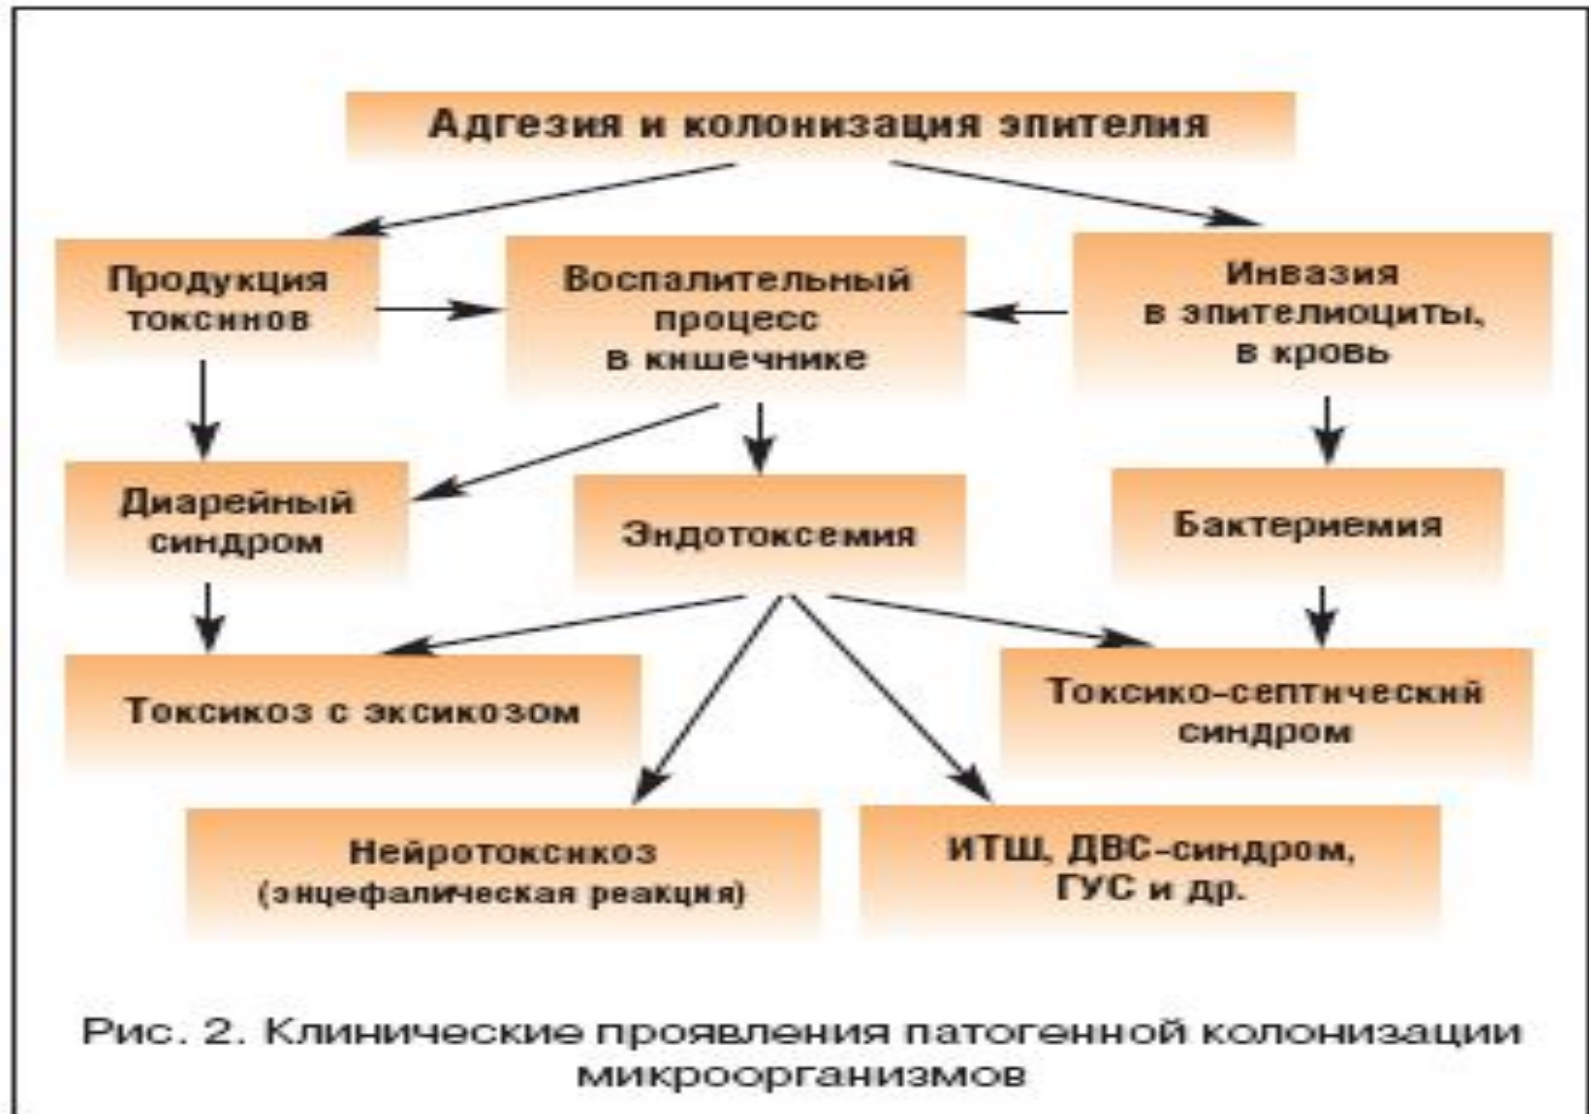 Адгезия и колонизация эпителия
Продукция
токсинов
Воспалительный
процесс
в кишечнике
Инвазия
в эпителиоциты,
в кровь
Диарейный
синдром
Эндотоксемия
Бактериемия
Токсикоз с эксикозом
Токсико-септический
синдром
Нейротоксикоз
(энцефалическая реакция)
ИТШ, ДВС-синдром,
ГУС и др.
Рис. 2. Клинические проявления патогенной колонизации
микроорганизмов